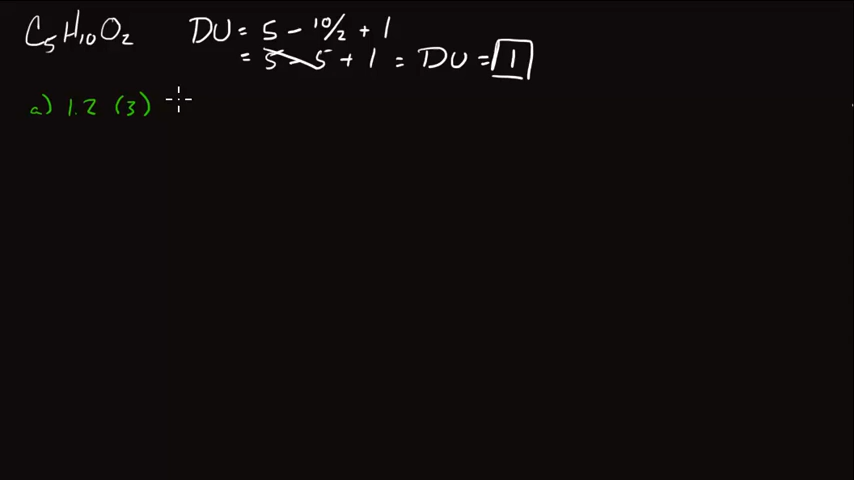 C₅H₁₀O₂ DU = 5 - 10/2 + 1
= 5 - 5 + 1 = DU = 1
a) 1.2 (3)